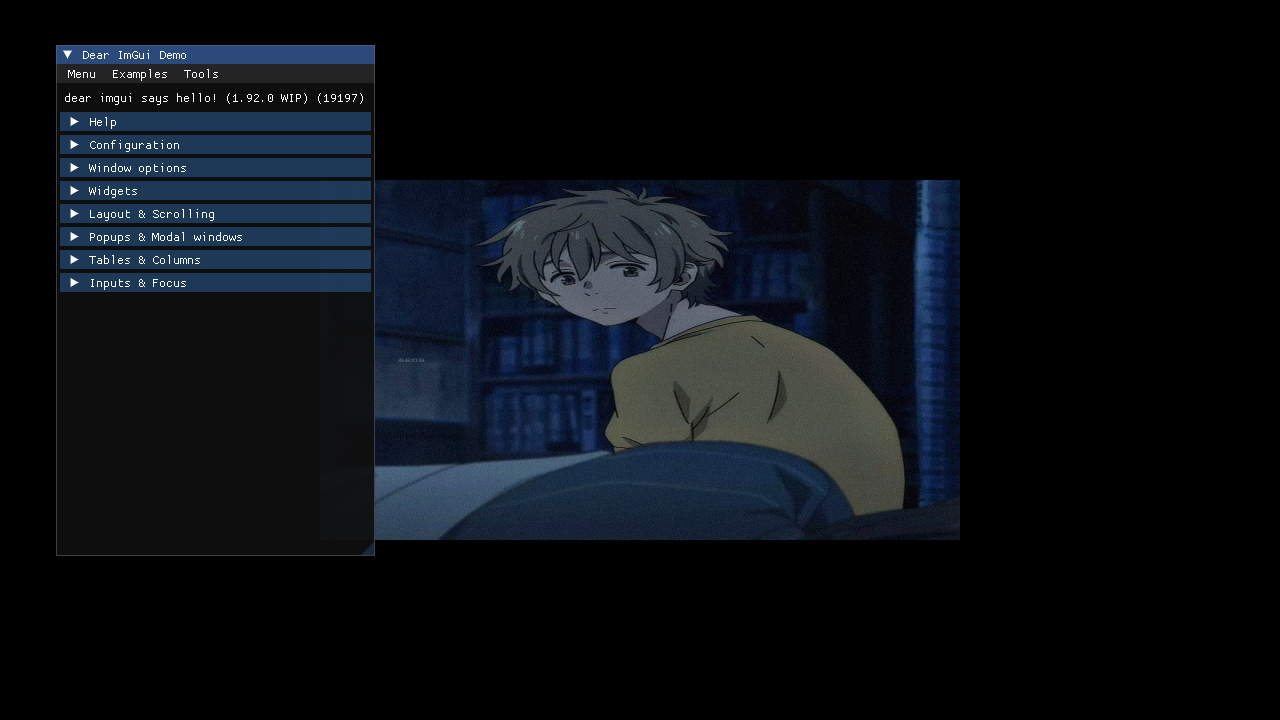 Dear ImGui Demo
Menu Examples Tools
dear imgui says hello! (1.92.0 WIP) (19197)
Help
Configuration
Window options
Widgets
Layout & Scrolling
Popups & Modal windows
Tables & Columns
Inputs & Focus